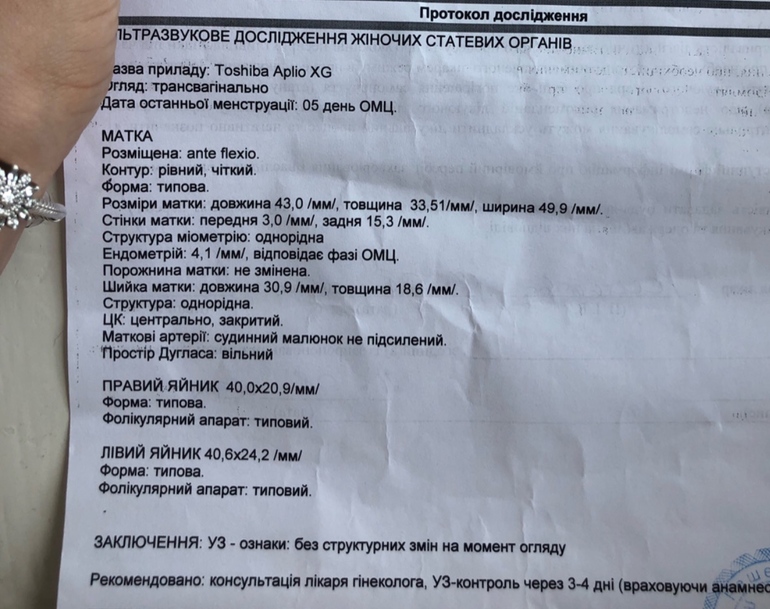 Протокол дослідження
ЛЬТРАЗВУКОВЕ ДОСЛІДЖЕННЯ ЖІНОЧИХ СТАТЕВИХ ОРГАНІВ
азва приладу: Toshiba Aplio XG
гляд: трансвагінально
Дата останньої менструації: 05 день ОМЦ.
МАТКА
Розміщена: ante flexio.
Контур: рівний, чіткий.
Форма: типова.
Розміри матки: довжина 43,0 /мм/, товщина 33,51/мм/, ширина 49,9 /мм/.
Стінки матки: передня 3,0 /мм/, задня 15,3 /мм/.
Структура міометрію: однорідна
Ендометрій: 4,1 /мм/, відповідає фазі ОМЦ.
Порожнина матки: не змінена.
Шийка матки: довжина 30,9 /мм/, товщина 18,6 /мм/.
Структура: однорідна.
ЦК: центрально, закритий.
Маткові артерії: судинний малюнок не підсилений.
Простір Дугласа: вільний
ПРАВИЙ ЯЙНИК 40,0х20,9/мм/
Форма: типова.
Фолікулярний апарат: типовий.
ЛІВИЙ ЯЙНИК 40,6х24,2 /мм/
Форма: типова.
Фолікулярний апарат: типовий.
ЗАКЛЮЧЕННЯ: УЗ - ознаки: без структурних змін на момент огляду
Рекомендовано: консультація лікаря гінеколога, УЗ-контроль через 3-4 дні (враховуючи анамнес